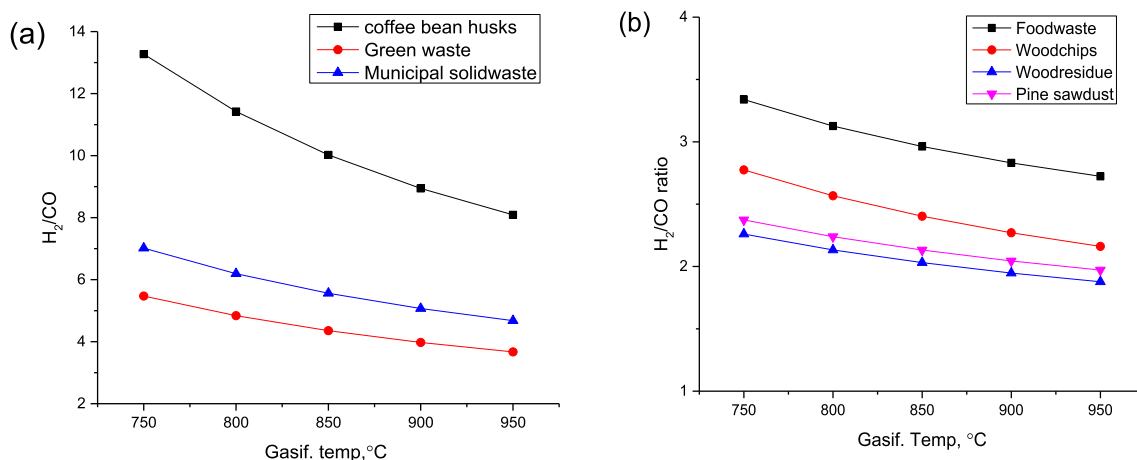 (a)
coffee bean husks
Green waste
Municipal solidwaste
14
12
10
8
6
4
2
H₂/CO
750 800 850 900 950
Gasif. temp,°C
(b)
Foodwaste
Woodchips
Woodresidue
Pine sawdust
4
3
2
1
H₂/CO ratio
750 800 850 900 950
Gasif. Temp, °C